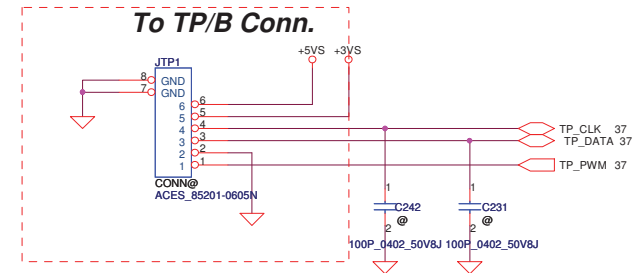 To TP/B Conn.
+5VS +3VS
JTP1
8 GND
7 GND
6 6
5 5
4 4
3 3
2 2
1 1
CONN@
ACES_85201-0605N
TP_CLK 37
TP_DATA 37
TP_PWM 37
1 1
C242 C231
@ @
2 2
100P_0402_50V8J 100P_0402_50V8J